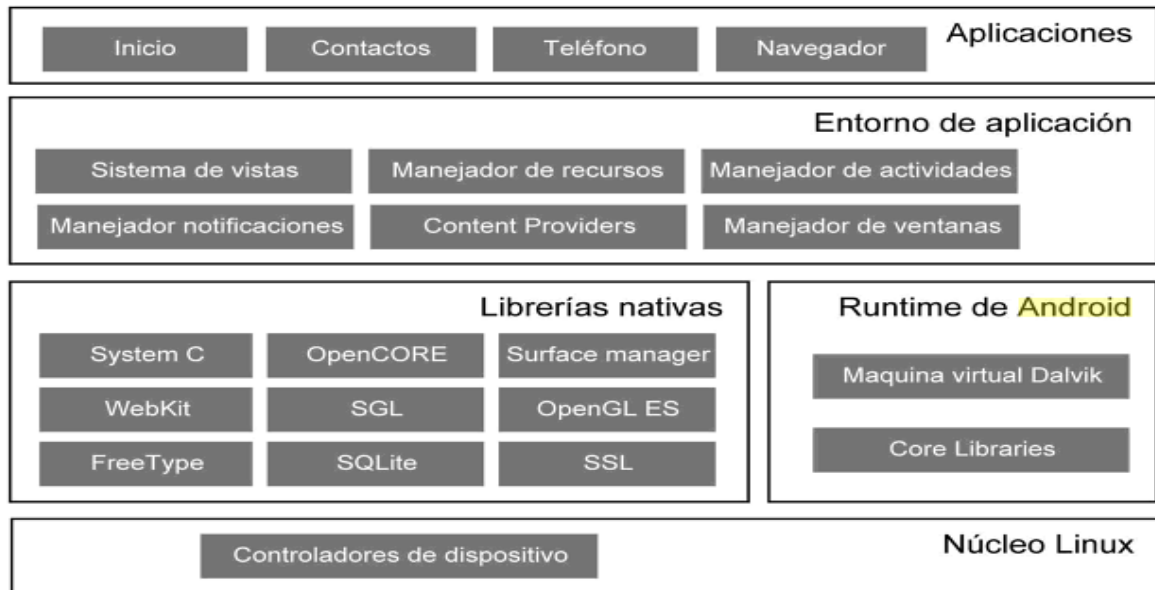 Aplicaciones
Inicio
Contactos
Teléfono
Navegador
Entorno de aplicación
Sistema de vistas
Manejador de recursos
Manejador de actividades
Manejador notificaciones
Content Providers
Manejador de ventanas
Librerías nativas
System C
OpenCORE
Surface manager
WebKit
SGL
OpenGL ES
FreeType
SQLite
SSL
Runtime de Android
Maquina virtual Dalvik
Core Libraries
Núcleo Linux
Controladores de dispositivo